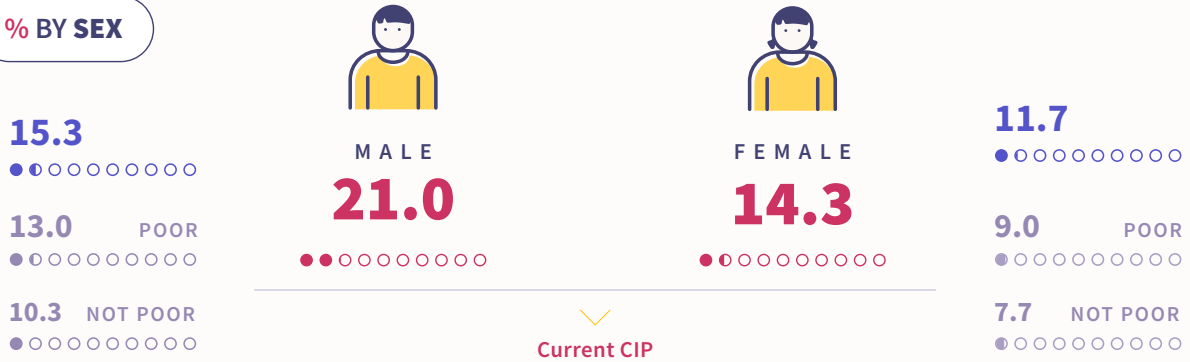 % BY SEX
15.3
13.0 POOR
10.3 NOT POOR
MALE
21.0
FEMALE
14.3
Current CIP
11.7
9.0 POOR
7.7 NOT POOR